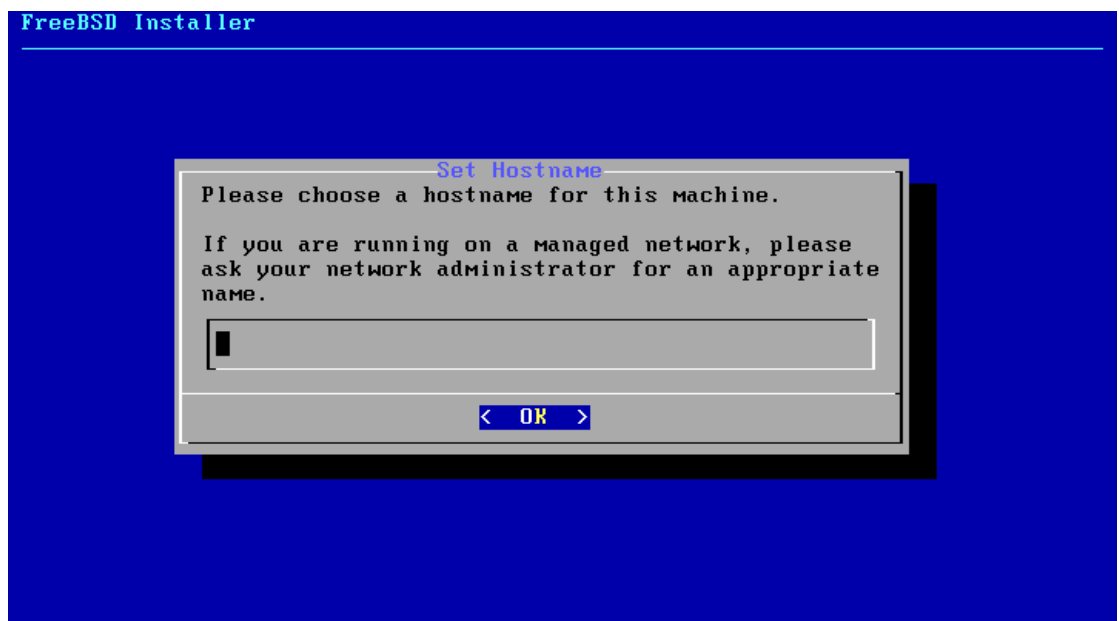 FreeBSD Installer
Set Hostname
Please choose a hostname for this machine.
If you are running on a managed network, please
ask your network administrator for an appropriate
name.
< OK >